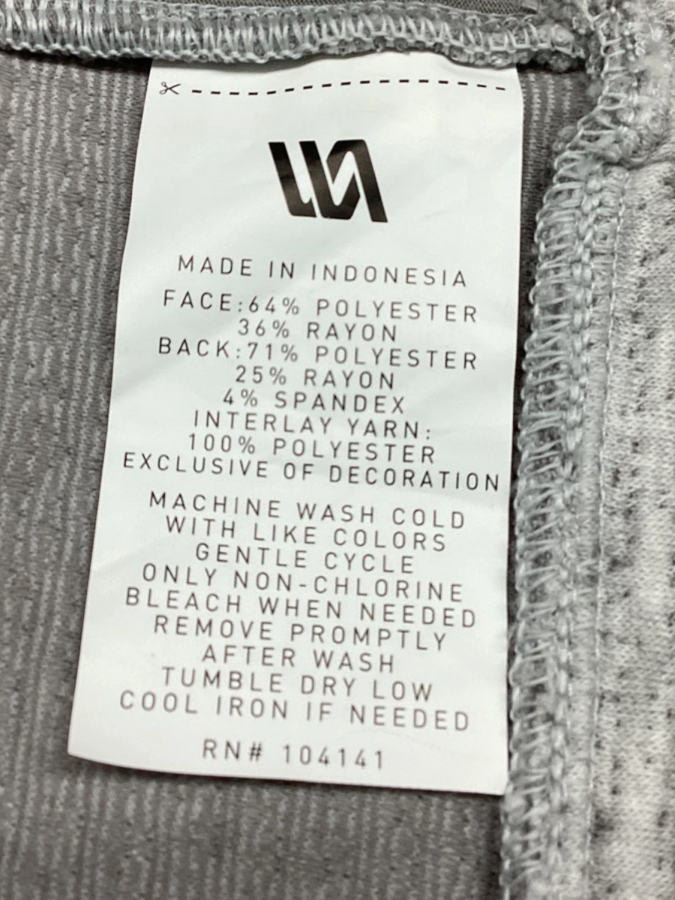 MADE IN INDONESIA
FACE:64% POLYESTER
36% RAYON
BACK:71% POLYESTER
25% RAYON
4% SPANDEX
INTERLAY YARN:
100% POLYESTER
EXCLUSIVE OF DECORATION
MACHINE WASH COLD
WITH LIKE COLORS
GENTLE CYCLE
ONLY NON-CHLORINE
BLEACH WHEN NEEDED
REMOVE PROMPTLY
AFTER WASH
TUMBLE DRY LOW
COOL IRON IF NEEDED
RN# 104141